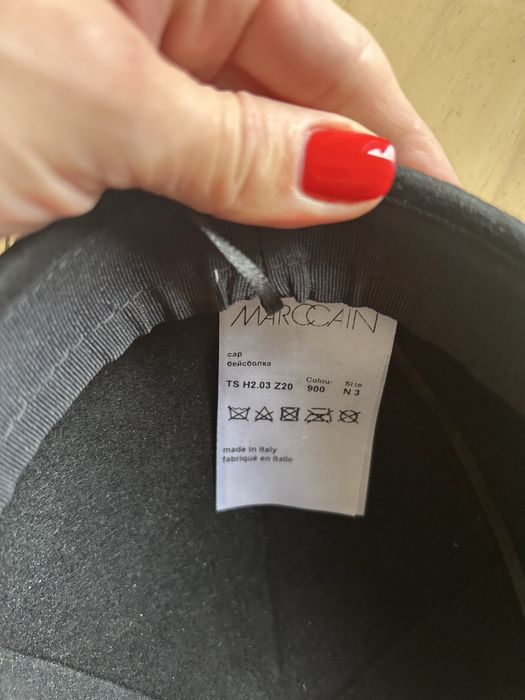 MARCCAIN
cap
бейсболка
TS H2.03 Z20 Colour 900 Size N 3
made in Italy
fabriqué en Italie